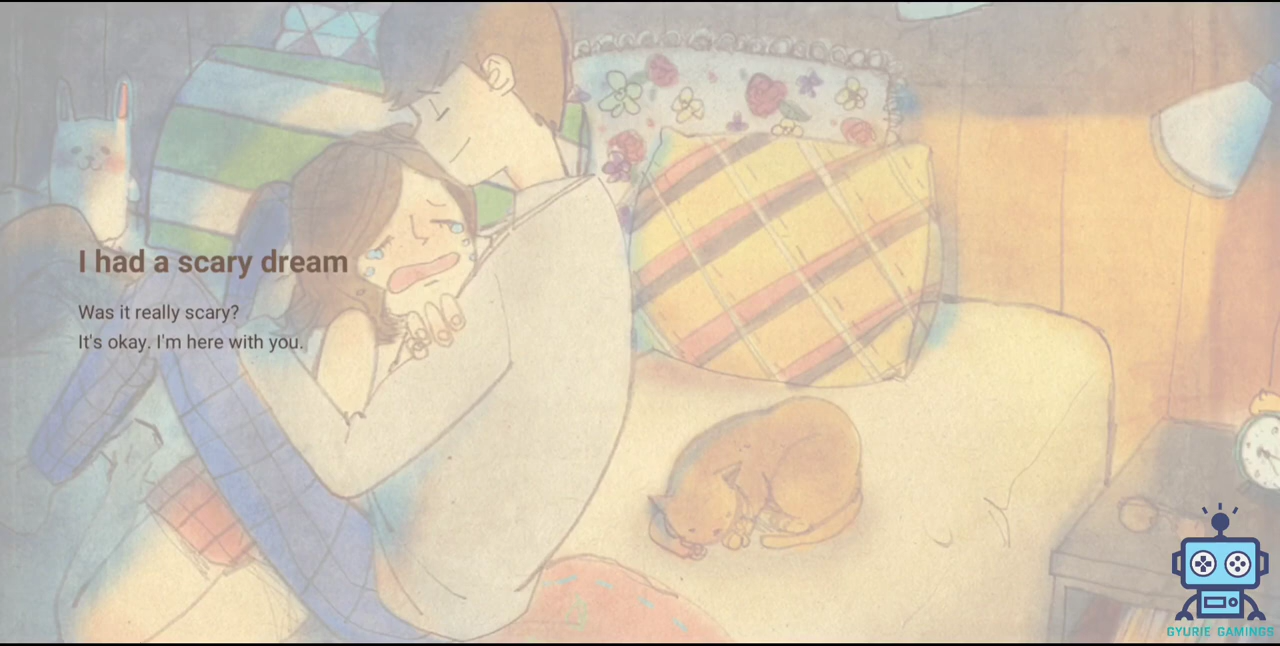 I had a scary dream
Was it really scary?
It's okay. I'm here with you.
GYURIE GAMINGS